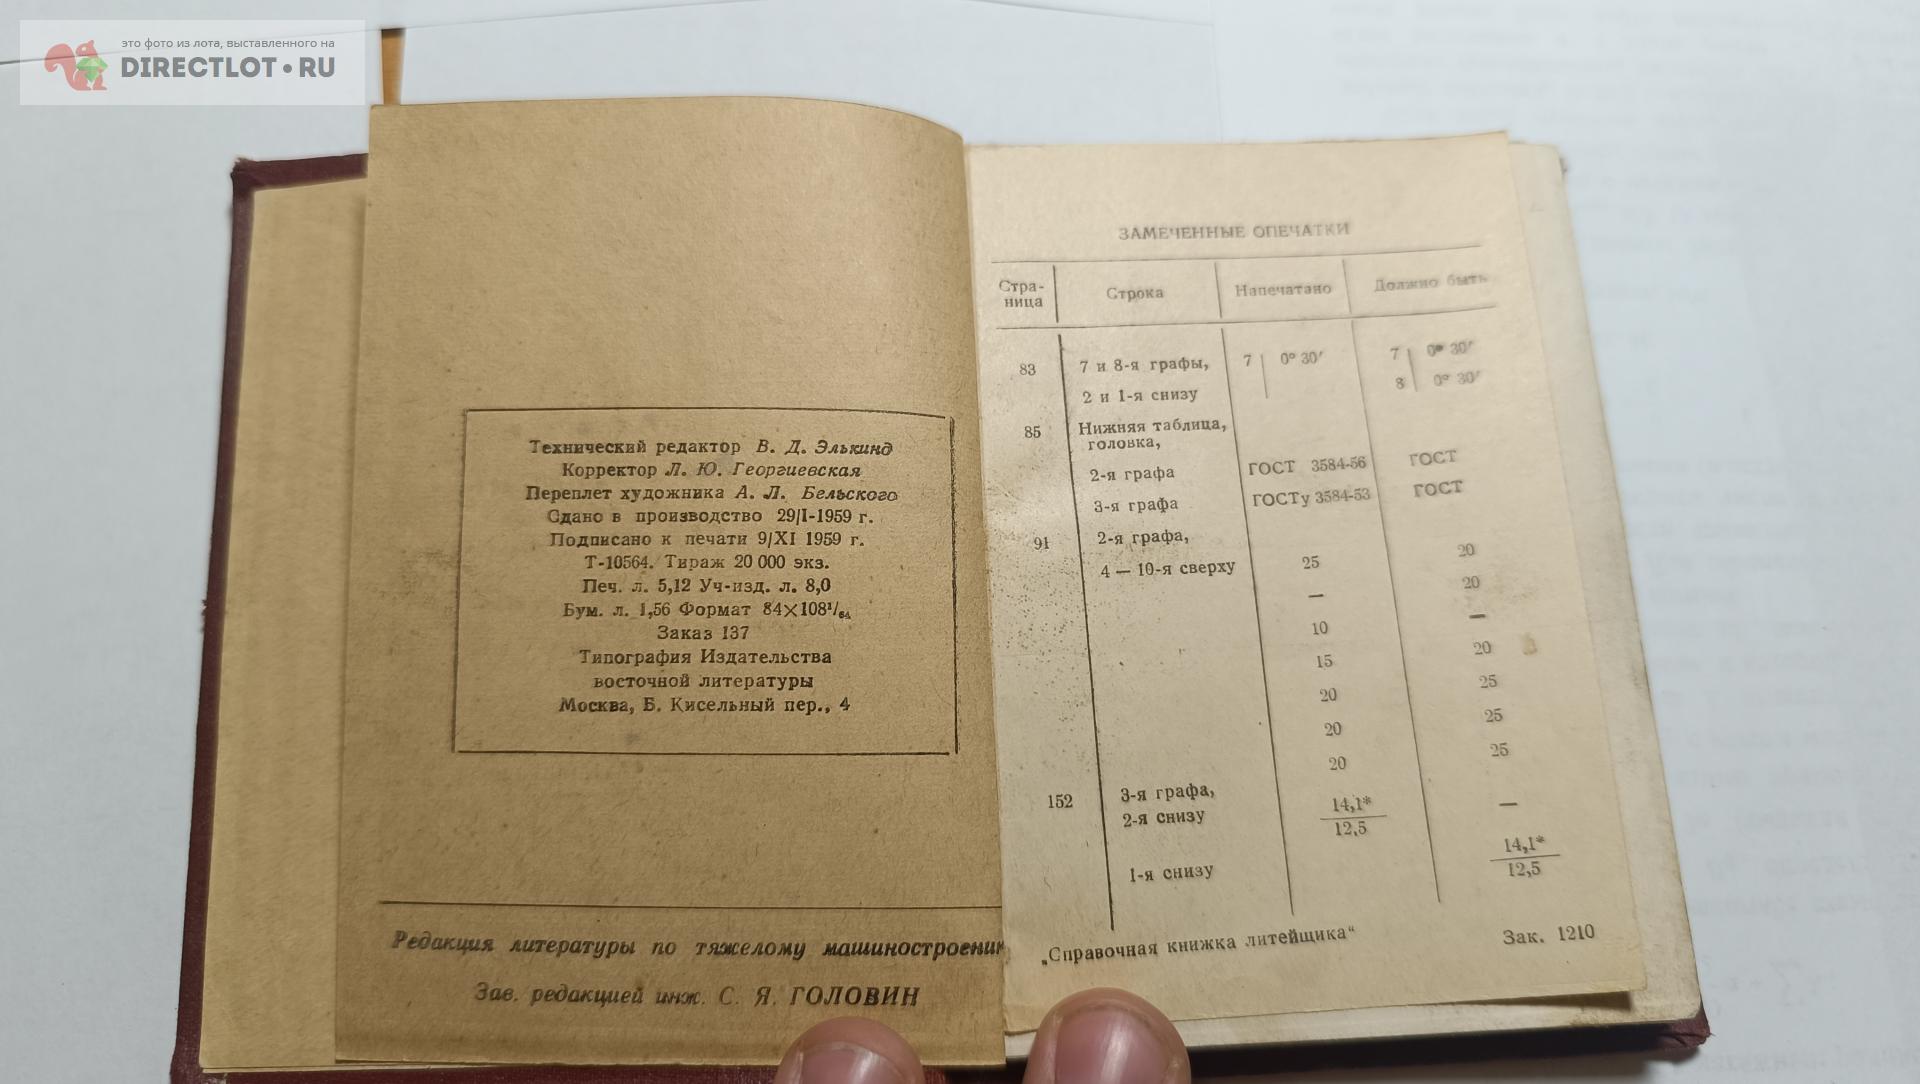 это фото из лота, выставленного на
DIRECTLOT•RU
Технический редактор В. Д. Элькинд
Корректор Л. Ю. Георгиевская
Переплет художника А. Л. Бельского
Сдано в производство 29/I-1959 г.
Подписано к печати 9/XI 1959 г.
Т-10564. Тираж 20 000 экз.
Печ. л. 5,12 Уч-изд. л. 8,0
Бум. л. 1,56 Формат 84×108¹/₆₄
Заказ 137
Типография Издательства
восточной литературы
Москва, Б. Кисельный пер., 4
Редакция литературы по тяжелому машиностроению
Зав. редакцией инж. С. Я. ГОЛОВИН
ЗАМЕЧЕННЫЕ ОПЕЧАТКИ
Стра-
ница Строка Напечатано Должно быть
83 7 и 8-я графы, 7 | 0° 30′ 7 | 0° 30′
2 и 1-я снизу 8 | 0° 30′
85 Нижняя таблица,
головка,
2-я графа ГОСТ 3584-56 ГОСТ
3-я графа ГОСТу 3584-53 ГОСТ
91 2-я графа,
4 — 10-я сверху 25 20
— 20
10 —
15 20
20 25
20 25
20 25
152 3-я графа,
2-я снизу 14,1*/12,5 —
1-я снизу 14,1*/12,5
„Справочная книжка литейщика“ Зак. 1210